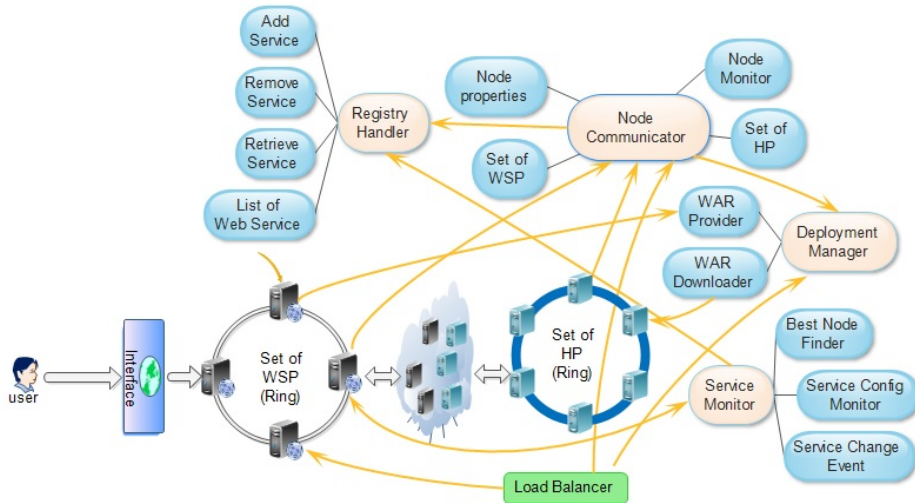 Add
Service
Remove
Service
Retrieve
Service
List of
Web Service
Registry
Handler
Node
properties
Set of
WSP
Node
Communicator
Node
Monitor
Set of
HP
WAR
Provider
WAR
Downloader
Deployment
Manager
user
Interface
Set of
WSP
(Ring)
Set of
HP
(Ring)
Service
Monitor
Best Node
Finder
Service Config
Monitor
Service Change
Event
Load Balancer